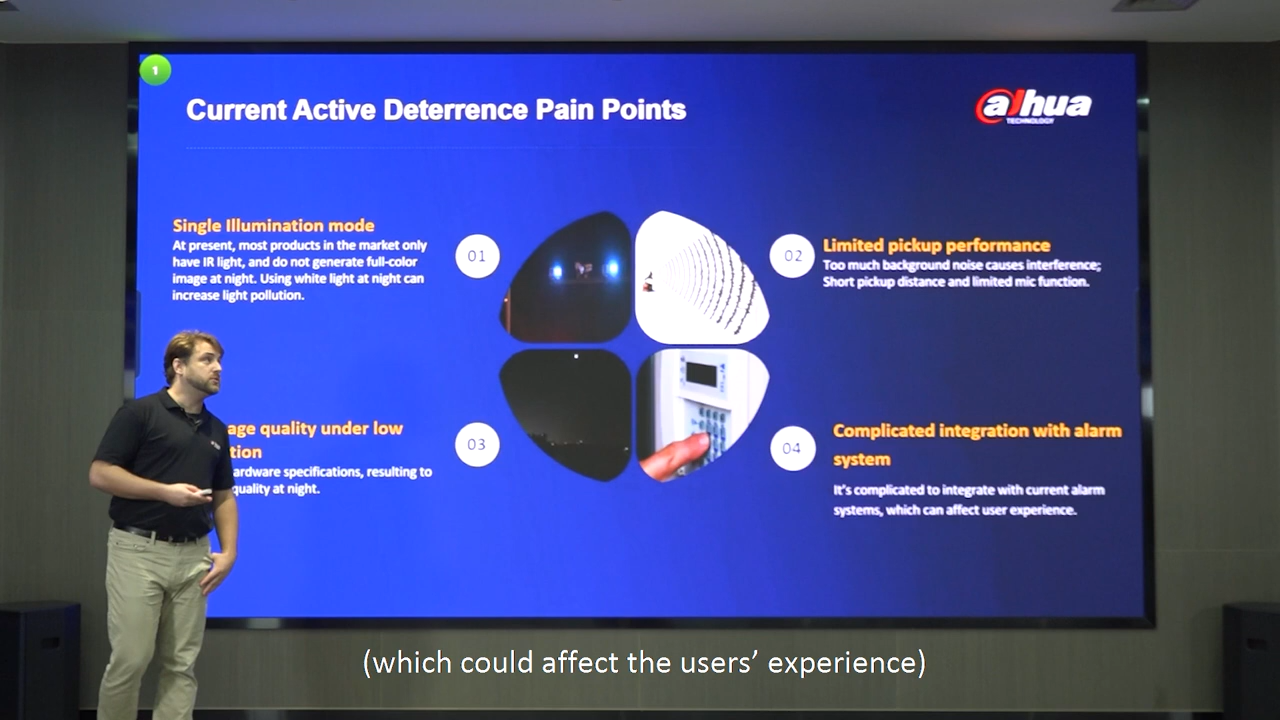 1
Current Active Deterrence Pain Points
alhua
TECHNOLOGY
Single Illumination mode
At present, most products in the market only
have IR light, and do not generate full-color
image at night. Using white light at night can
increase light pollution.
01
02
Limited pickup performance
Too much background noise causes interference;
Short pickup distance and limited mic function.
age quality under low
tion
ardware specifications, resulting to
quality at night.
03
04
Complicated integration with alarm
system
It's complicated to integrate with current alarm
systems, which can affect user experience.
(which could affect the users’ experience)